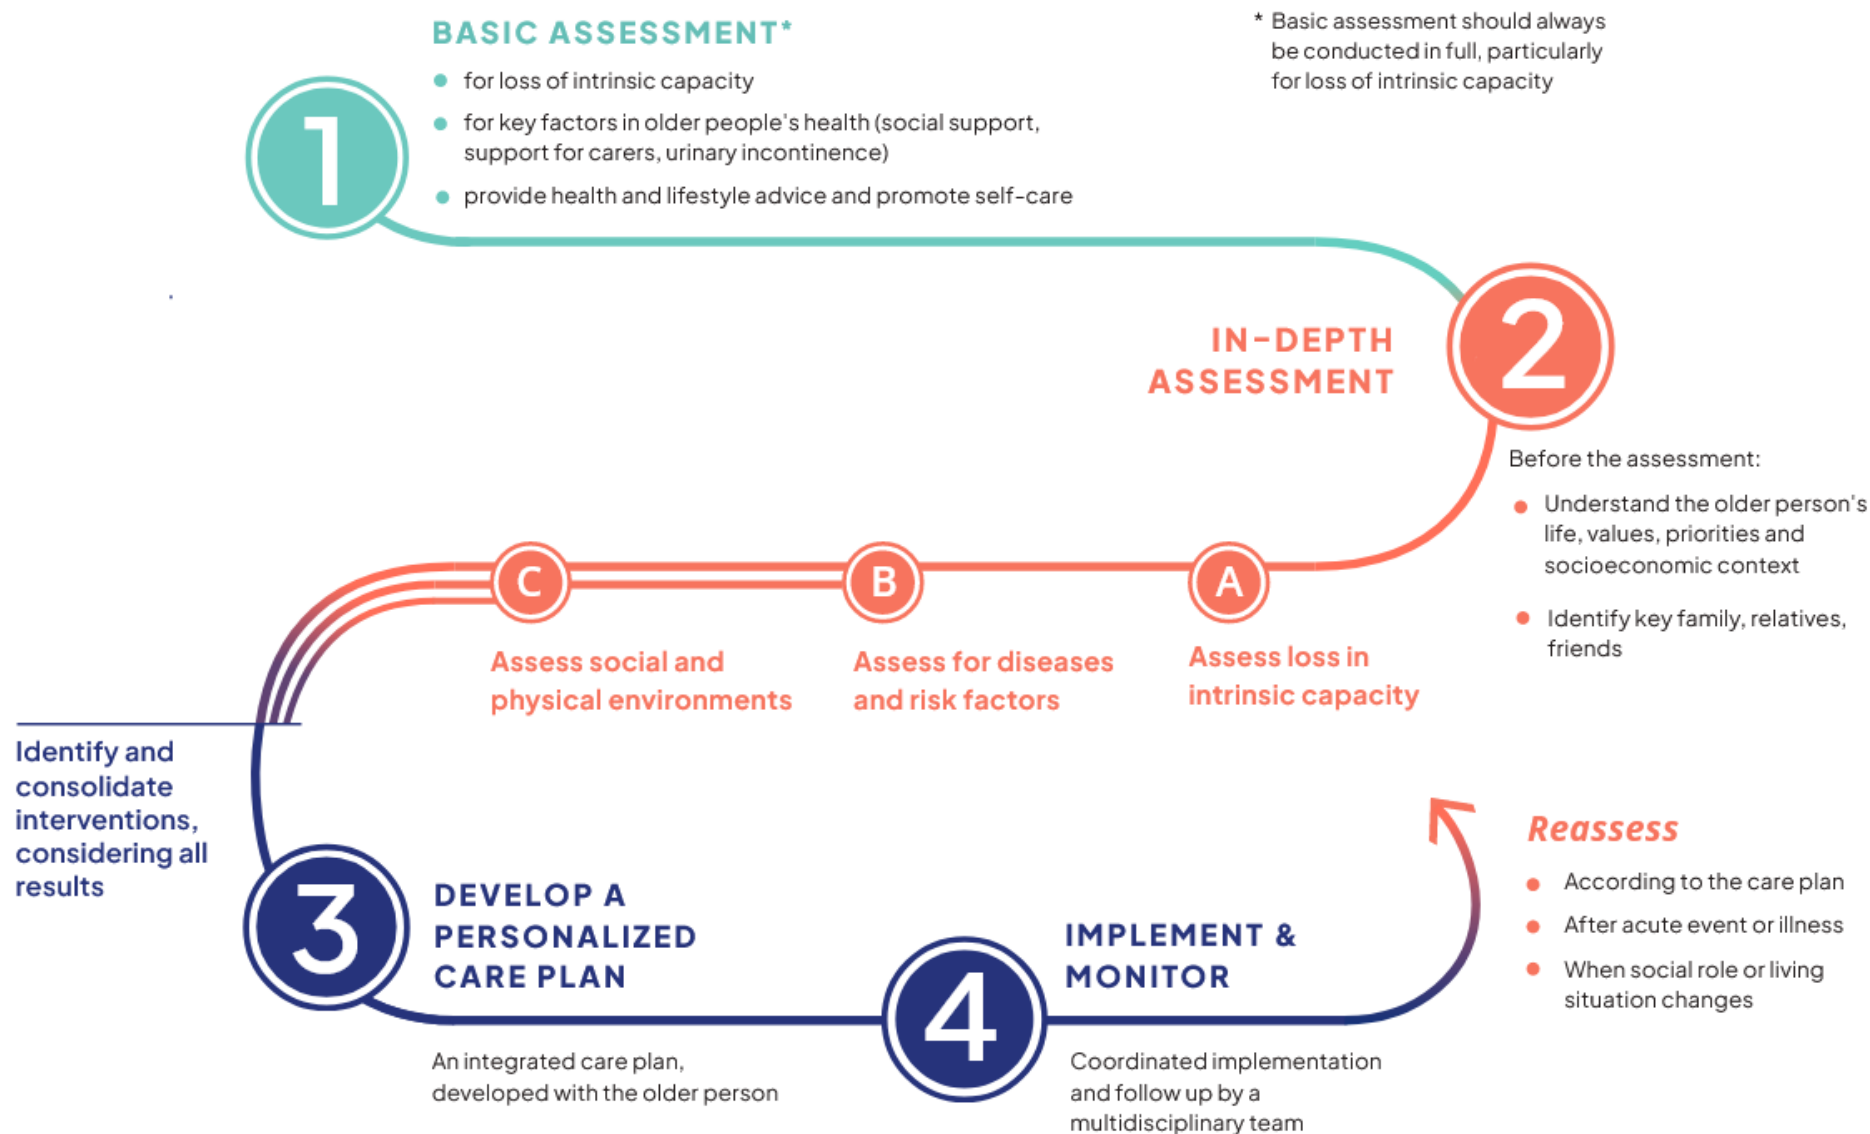 BASIC ASSESSMENT*
for loss of intrinsic capacity
for key factors in older people's health (social support,
support for carers, urinary incontinence)
provide health and lifestyle advice and promote self-care
* Basic assessment should always
be conducted in full, particularly
for loss of intrinsic capacity
1
2
IN-DEPTH
ASSESSMENT
Before the assessment:
Understand the older person's
life, values, priorities and
socioeconomic context
Identify key family, relatives,
friends
A
Assess loss in
intrinsic capacity
B
Assess for diseases
and risk factors
C
Assess social and
physical environments
Identify and
consolidate
interventions,
considering all
results
3
DEVELOP A
PERSONALIZED
CARE PLAN
An integrated care plan,
developed with the older person
4
IMPLEMENT &
MONITOR
Coordinated implementation
and follow up by a
multidisciplinary team
Reassess
According to the care plan
After acute event or illness
When social role or living
situation changes